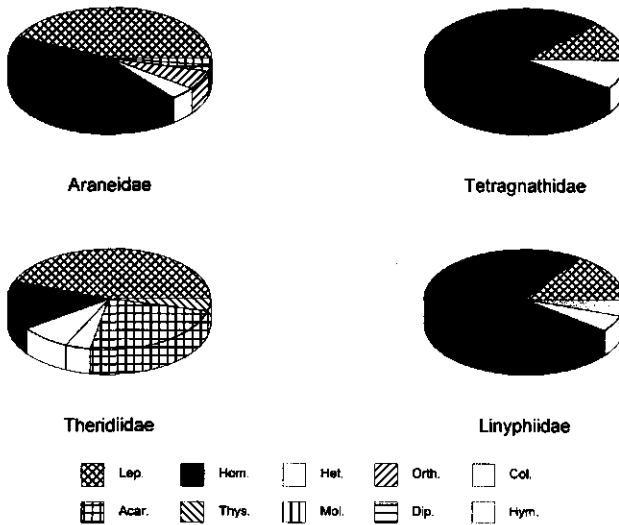 Araneidae Tetragnathidae
Theridiidae Linyphiidae
Lep. Hom. Het. Orth. Col.
Acar. Thys. Mol. Dip. Hym.